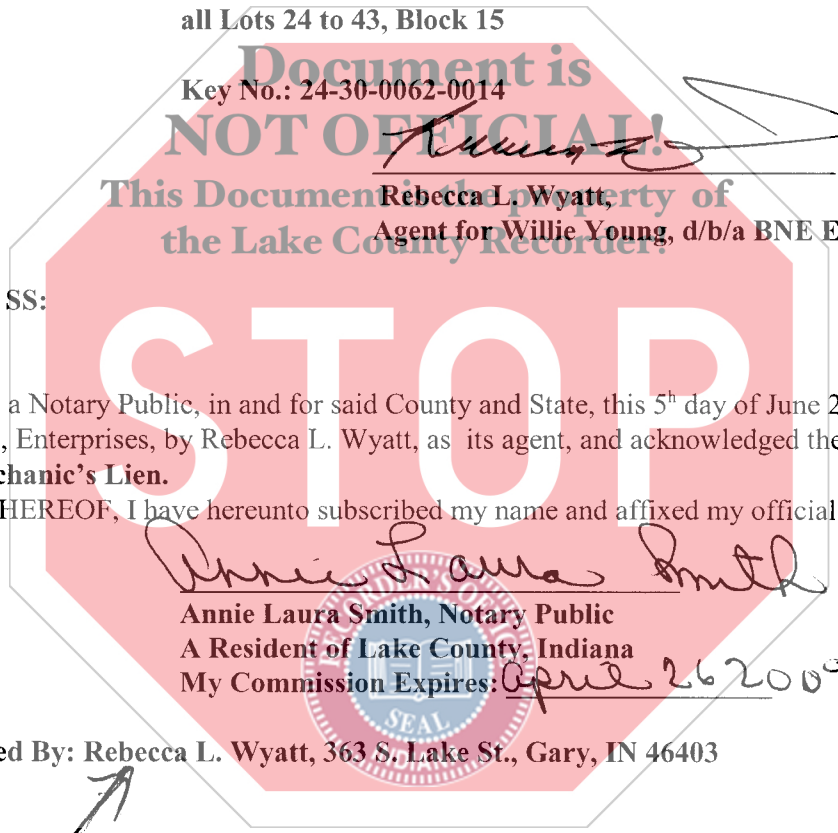 all Lots 24 to 43, Block 15
Document is
Key No.: 24-30-0062-0014
NOT OFFICIAL!
This Document is the property of
Rebecca L. Wyatt,
the Lake County Recorder!
Agent for Willie Young, d/b/a BNE E
SS:
STOP
a Notary Public, in and for said County and State, this 5h day of June 2
, Enterprises, by Rebecca L. Wyatt, as its agent, and acknowledged the
chanic's Lien.
HEREOF, I have hereunto subscribed my name and affixed my official
Annie Laura Smith
Annie Laura Smith, Notary Public
A Resident of Lake County, Indiana
My Commission Expires: April 26 200
RECORDER'S OFFICE
SEAL
INDIANA
ed By: Rebecca L. Wyatt, 363 S. Lake St., Gary, IN 46403